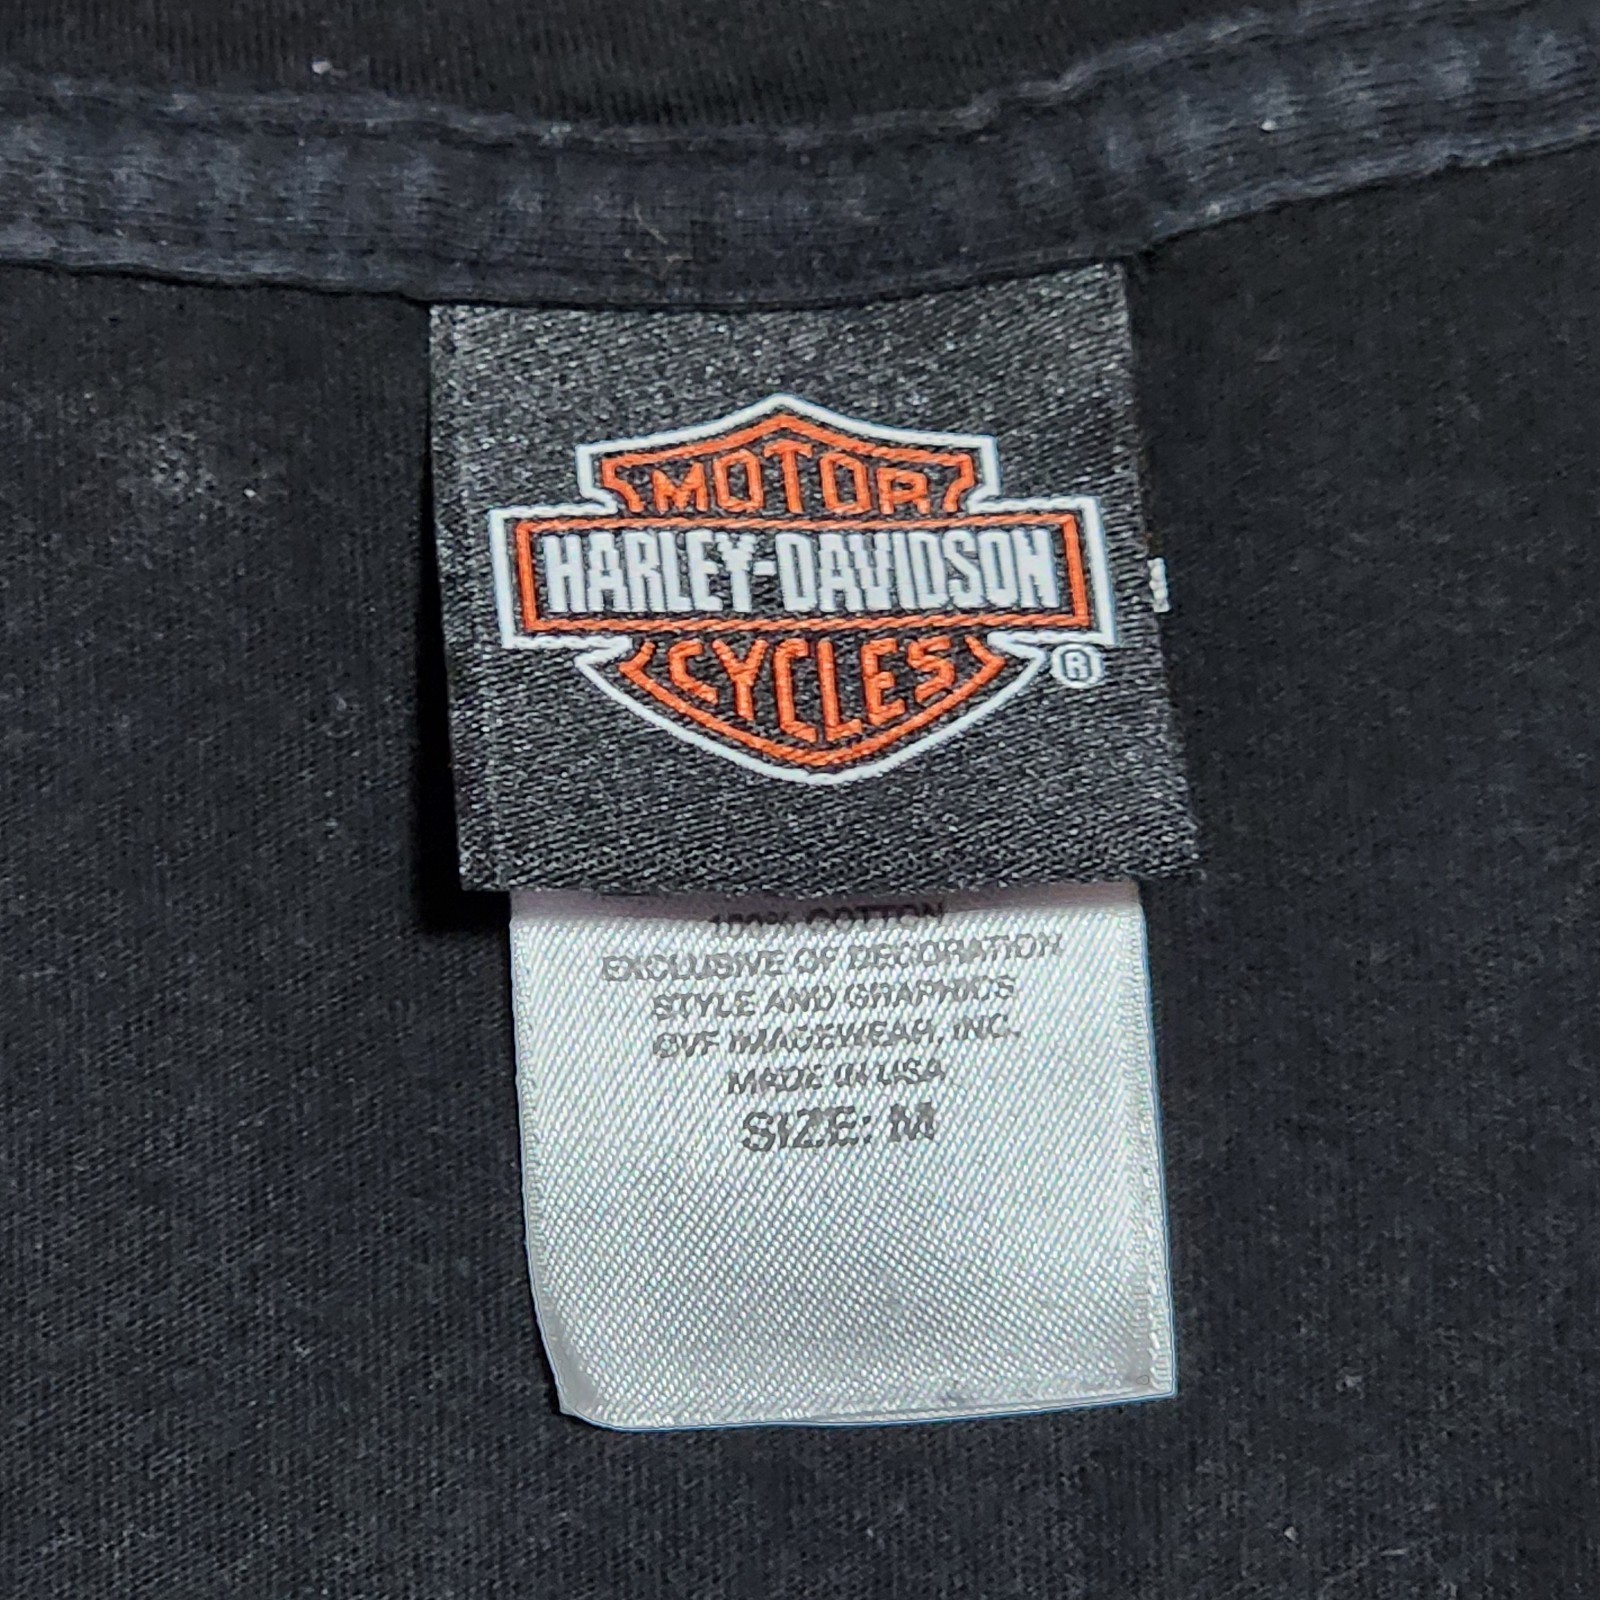 MOTOR
HARLEY-DAVIDSON
CYCLES
®
100% COTTON
EXCLUSIVE OF DECORATION
STYLE AND GRAPHICS
©VF IMAGEWEAR, INC.
MADE IN USA
SIZE: M